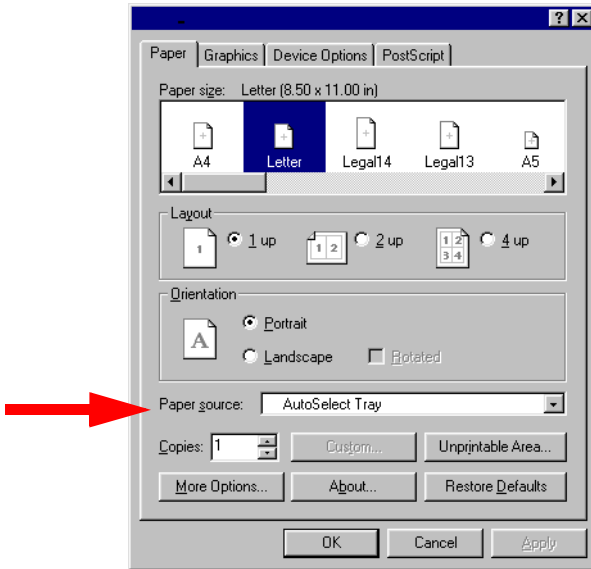 Paper Graphics Device Options PostScript
Paper size: Letter (8.50 x 11.00 in)
A4 Letter Legal14 Legal13 A5
Layout
1 1 up 1 2 2 up 1 2 3 4 4 up
Orientation
A
Portrait
Landscape Rotated
Paper source: AutoSelect Tray
Copies: 1 Custom... Unprintable Area...
More Options... About... Restore Defaults
OK Cancel Apply